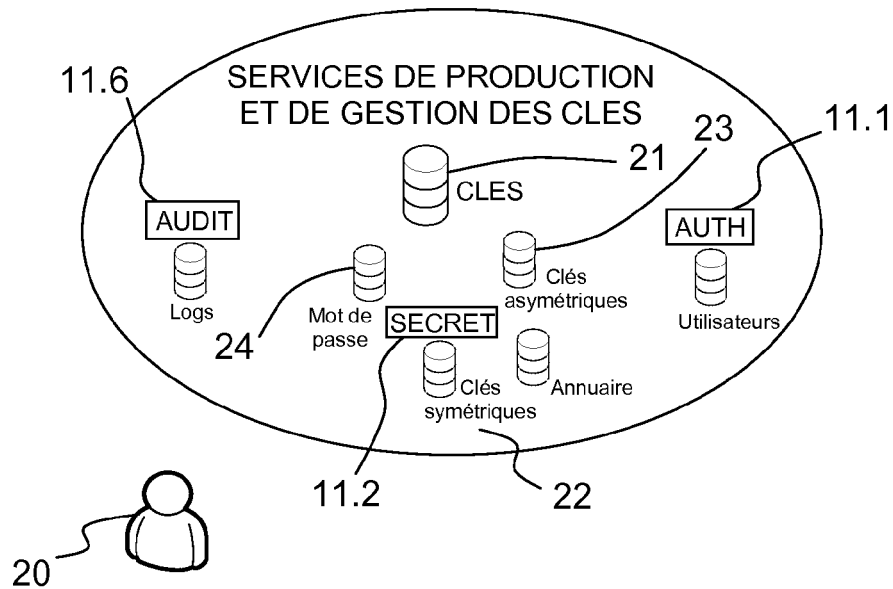 SERVICES DE PRODUCTION
ET DE GESTION DES CLES
11.6
23
11.1
21
CLES
AUDIT
AUTH
Logs
Mot de
passe
Clés
asymétriques
Utilisateurs
24
SECRET
Clés
symétriques
Annuaire
11.2
22
20